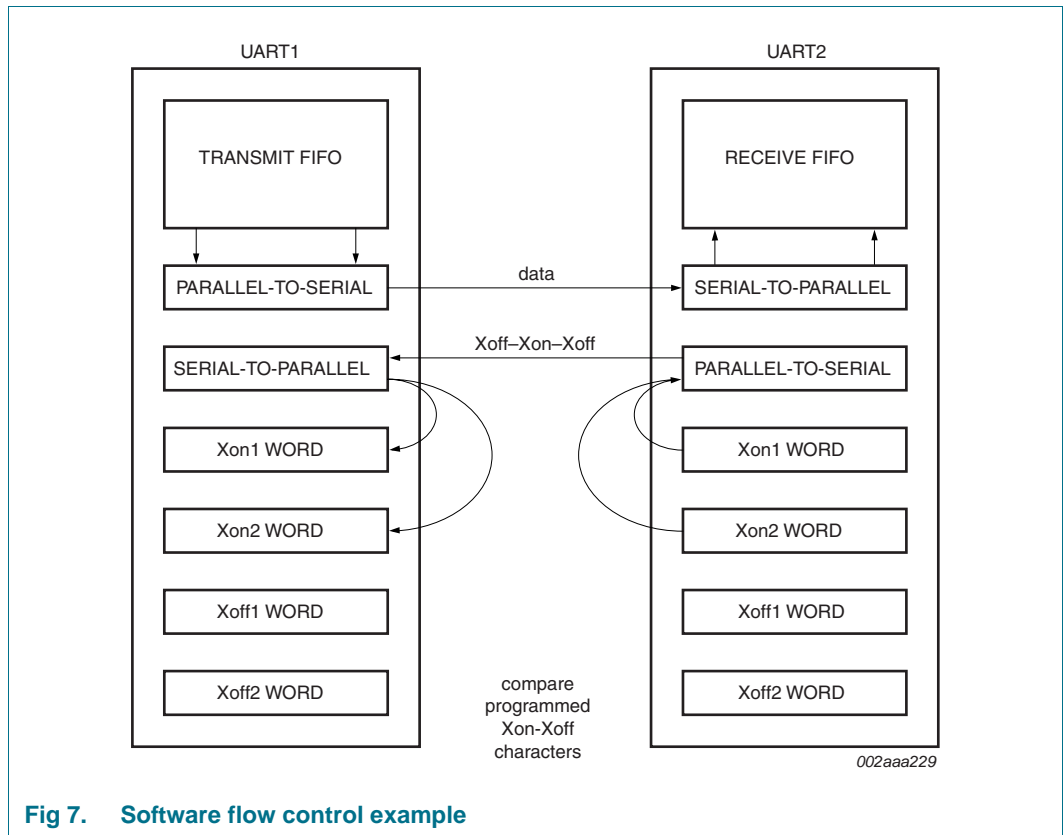 UART1
UART2
TRANSMIT FIFO
RECEIVE FIFO
PARALLEL-TO-SERIAL
data
SERIAL-TO-PARALLEL
SERIAL-TO-PARALLEL
Xoff–Xon–Xoff
PARALLEL-TO-SERIAL
Xon1 WORD
Xon1 WORD
Xon2 WORD
Xon2 WORD
Xoff1 WORD
Xoff1 WORD
Xoff2 WORD
Xoff2 WORD
compare
programmed
Xon-Xoff
characters
002aaa229
Fig 7. Software flow control example